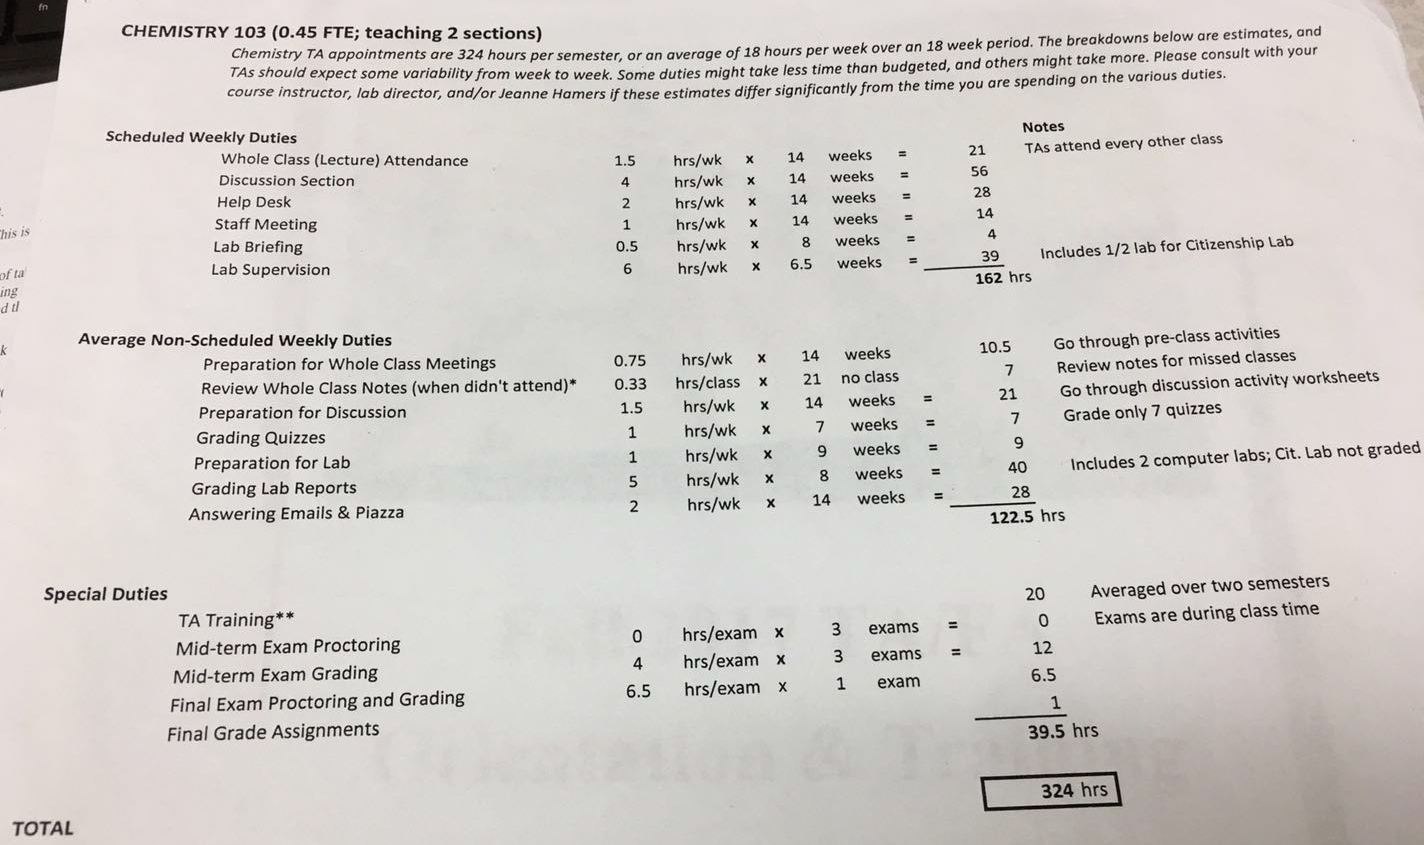 fn
CHEMISTRY 103 (0.45 FTE; teaching 2 sections)
Chemistry TA appointments are 324 hours per semester, or an average of 18 hours per week over an 18 week period. The breakdowns below are estimates, and
TAs should expect some variability from week to week. Some duties might take less time than budgeted, and others might take more. Please consult with your
course instructor, lab director, and/or Jeanne Hamers if these estimates differ significantly from the time you are spending on the various duties.
Scheduled Weekly Duties Notes
Whole Class (Lecture) Attendance 1.5 hrs/wk x 14 weeks = 21 TAs attend every other class
Discussion Section 4 hrs/wk x 14 weeks = 56
Help Desk 2 hrs/wk x 14 weeks = 28
Staff Meeting 1 hrs/wk x 14 weeks = 14
Lab Briefing 0.5 hrs/wk x 8 weeks = 4
Lab Supervision 6 hrs/wk x 6.5 weeks = 39 Includes 1/2 lab for Citizenship Lab
162 hrs
Average Non-Scheduled Weekly Duties
Preparation for Whole Class Meetings 0.75 hrs/wk x 14 weeks 10.5 Go through pre-class activities
Review Whole Class Notes (when didn't attend)* 0.33 hrs/class x 21 no class 7 Review notes for missed classes
Preparation for Discussion 1.5 hrs/wk x 14 weeks = 21 Go through discussion activity worksheets
Grading Quizzes 1 hrs/wk x 7 weeks = 7 Grade only 7 quizzes
Preparation for Lab 1 hrs/wk x 9 weeks = 9
Grading Lab Reports 5 hrs/wk x 8 weeks = 40 Includes 2 computer labs; Cit. Lab not graded
Answering Emails & Piazza 2 hrs/wk x 14 weeks = 28
122.5 hrs
Special Duties
TA Training** 20 Averaged over two semesters
Mid-term Exam Proctoring 0 hrs/exam x 3 exams = 0 Exams are during class time
Mid-term Exam Grading 4 hrs/exam x 3 exams = 12
Final Exam Proctoring and Grading 6.5 hrs/exam x 1 exam 6.5
Final Grade Assignments 1
39.5 hrs
324 hrs
TOTAL